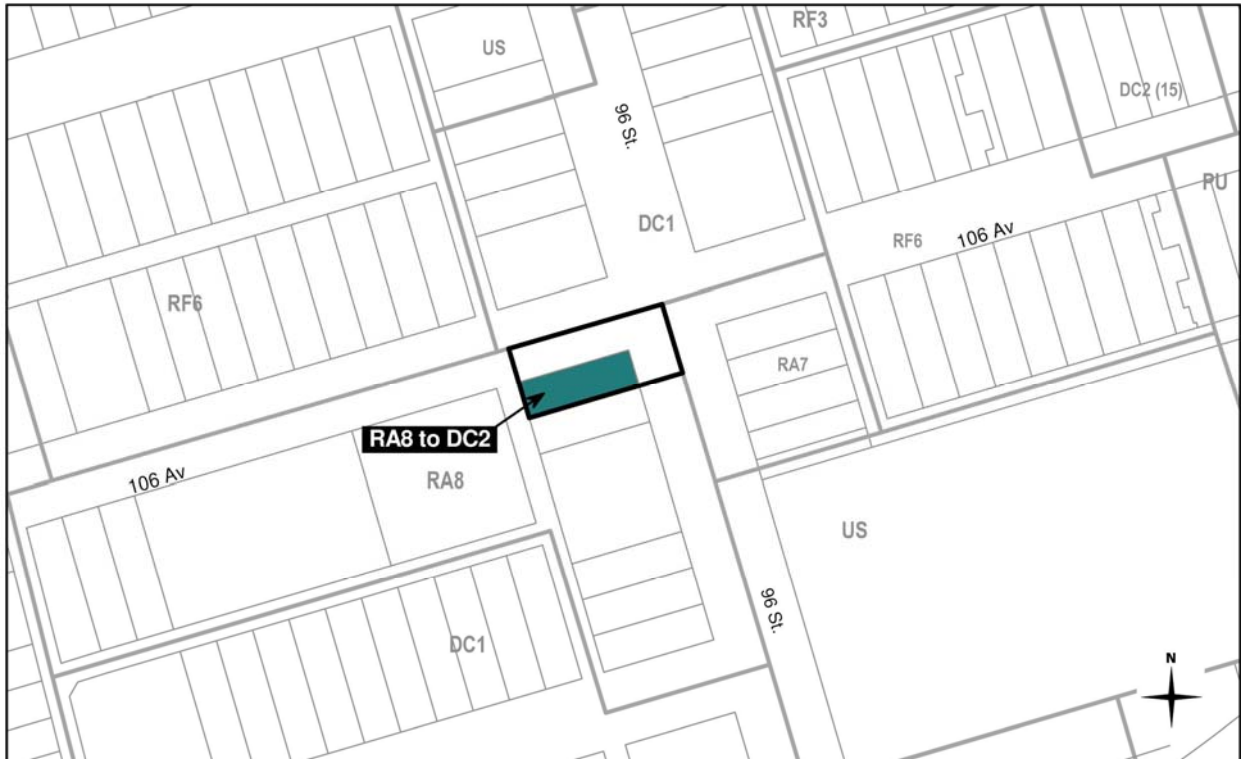 RF3
US
DC2 (15)
96 St.
PU
DC1
106 Av
RF6
RF6
RA7
RA8 to DC2
106 Av
RA8
US
96 St.
DC1
N